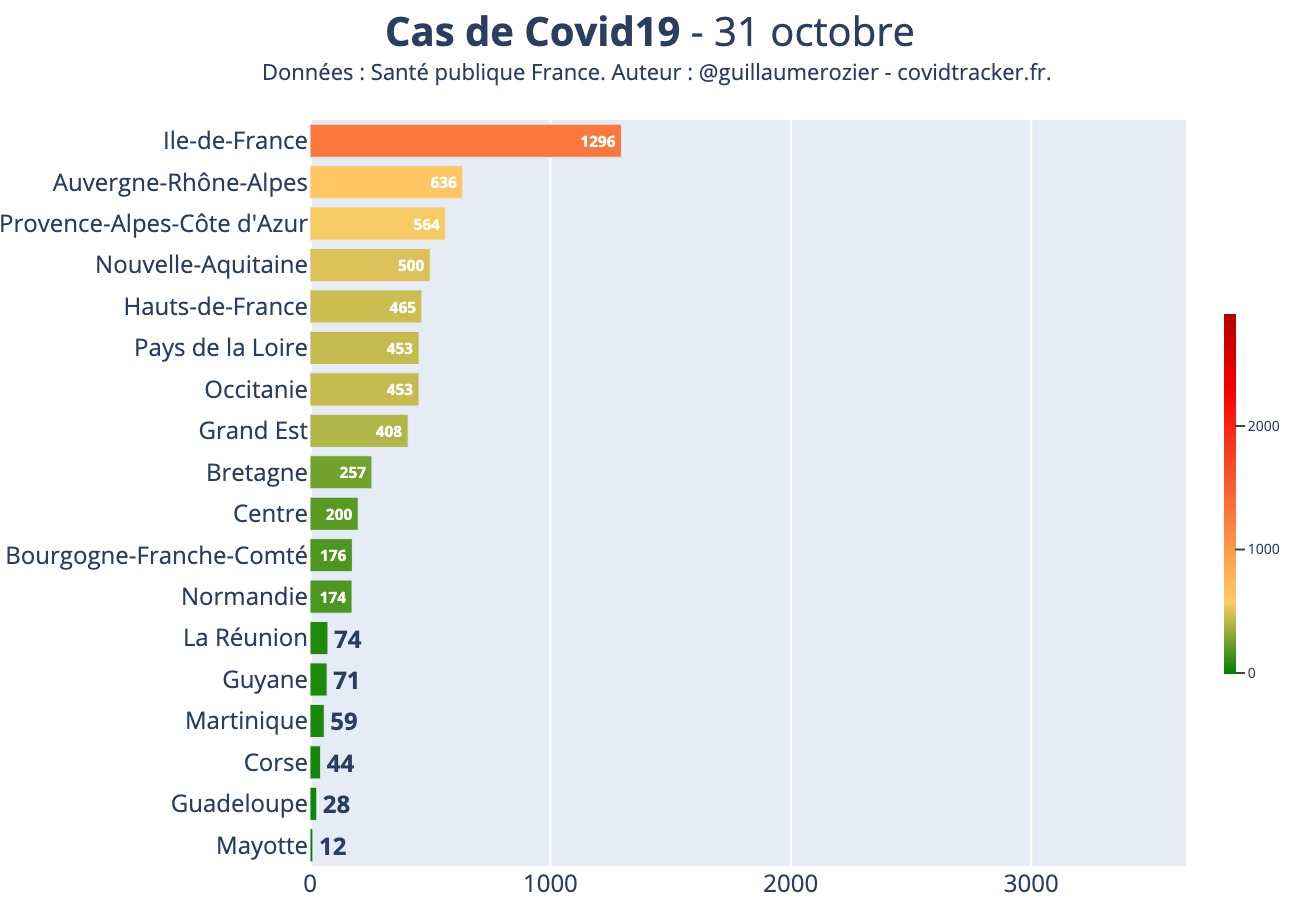 Cas de Covid19 - 31 octobre
Données : Santé publique France. Auteur : @guillaumerozier - covidtracker.fr.
Ile-de-France 1296
Auvergne-Rhône-Alpes 636
Provence-Alpes-Côte d'Azur 564
Nouvelle-Aquitaine 500
Hauts-de-France 465
Pays de la Loire 453
Occitanie 453
Grand Est 408
Bretagne 257
Centre 200
Bourgogne-Franche-Comté 176
Normandie 174
La Réunion 74
Guyane 71
Martinique 59
Corse 44
Guadeloupe 28
Mayotte 12
0 1000 2000 3000
2000
1000
0